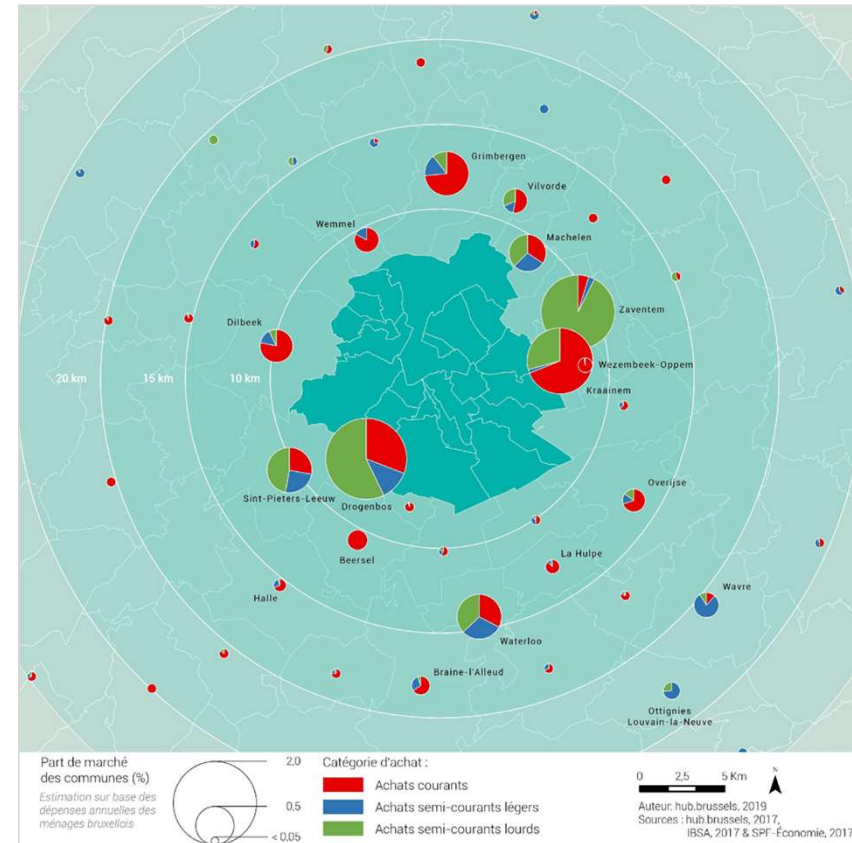 Grimbergen
Vilvorde
Wemmel
Machelen
Zaventem
Dilbeek
Wezembeek-Oppem
20 km
15 km
10 km
Kraainem
Overijse
Sint-Pieters-Leeuw
Drogenbos
Beersel
La Hulpe
Halle
Wavre
Waterloo
Braine-l'Alleud
Ottignies
Louvain-la-Neuve
Part de marché
des communes (%)
Estimation sur base des
dépenses annuelles des
ménages bruxellois
2,0
0,5
< 0,05
Catégorie d'achat :
Achats courants
Achats semi-courants légers
Achats semi-courants lourds
0 2,5 5 Km
N
Auteur: hub.brussels, 2019
Sources : hub.brussels, 2017,
IBSA, 2017 & SPF-Économie, 2017